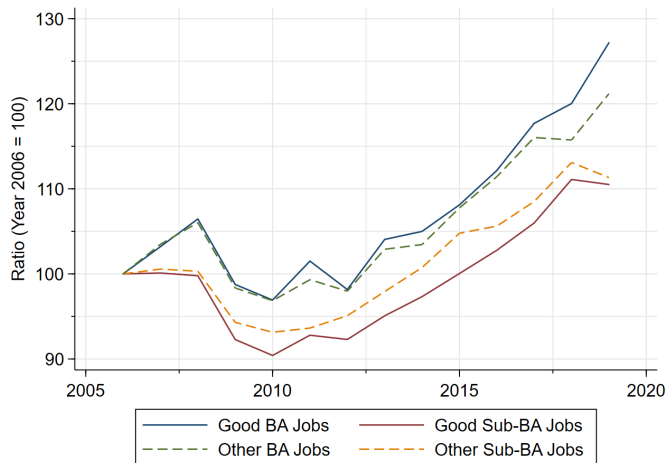 130
120
110
100
90
Ratio (Year 2006 = 100)
2005 2010 2015 2020
Good BA Jobs Good Sub-BA Jobs
Other BA Jobs Other Sub-BA Jobs